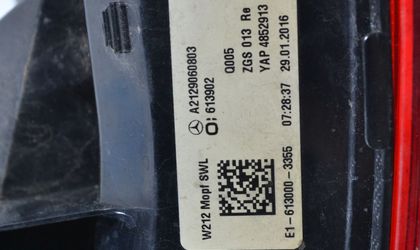 A2129060803
O: 613902
Q005
ZGS 013 Re
YAP 4852913
29.01.2016
07:28:37
W212 Mopf SWL
E1-613000-3355